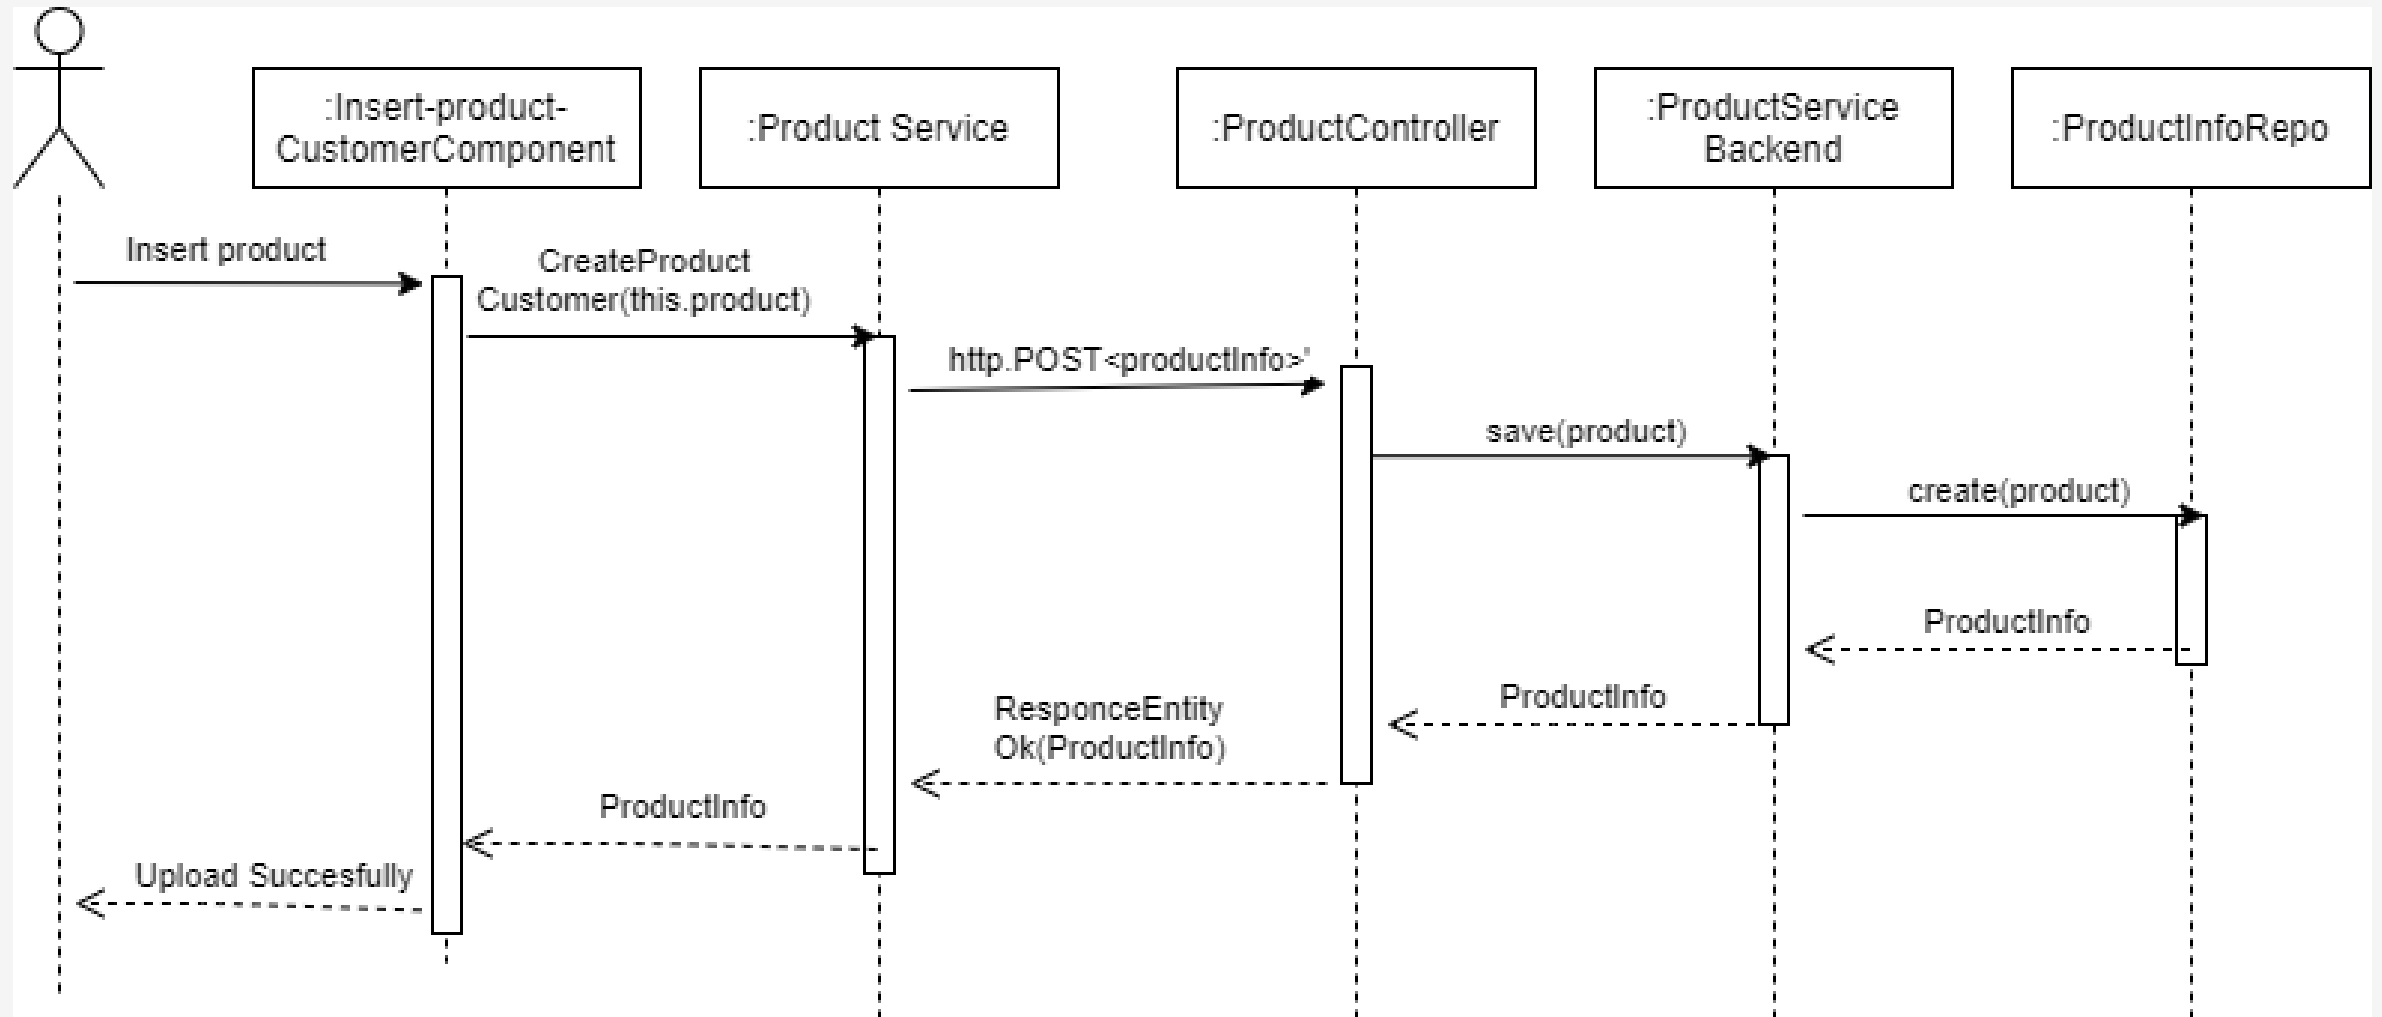 :Insert-product-
CustomerComponent
:Product Service
:ProductController
:ProductService
Backend
:ProductInfoRepo
Insert product
CreateProduct
Customer(this.product)
http.POST<productInfo>'
save(product)
create(product)
ProductInfo
ProductInfo
ResponceEntity
Ok(ProductInfo)
ProductInfo
Upload Succesfully